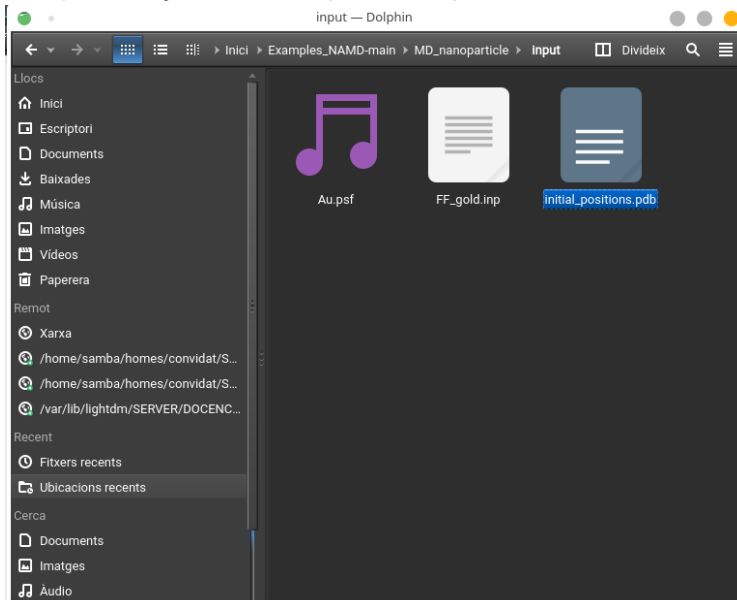 input — Dolphin
Inici > Examples_NAMD-main > MD_nanoparticle > input Divideix
Llocs
Inici
Escriptori
Documents
Baixades
Música
Imatges
Vídeos
Paperera
Remot
Xarxa
/home/samba/homes/convidat/S...
/home/samba/homes/convidat/S...
/var/lib/lightdm/SERVER/DOCENC...
Recent
Fitxers recents
Ubicacions recents
Cerca
Documents
Imatges
Àudio
Au.psf
FF_gold.inp
initial_positions.pdb